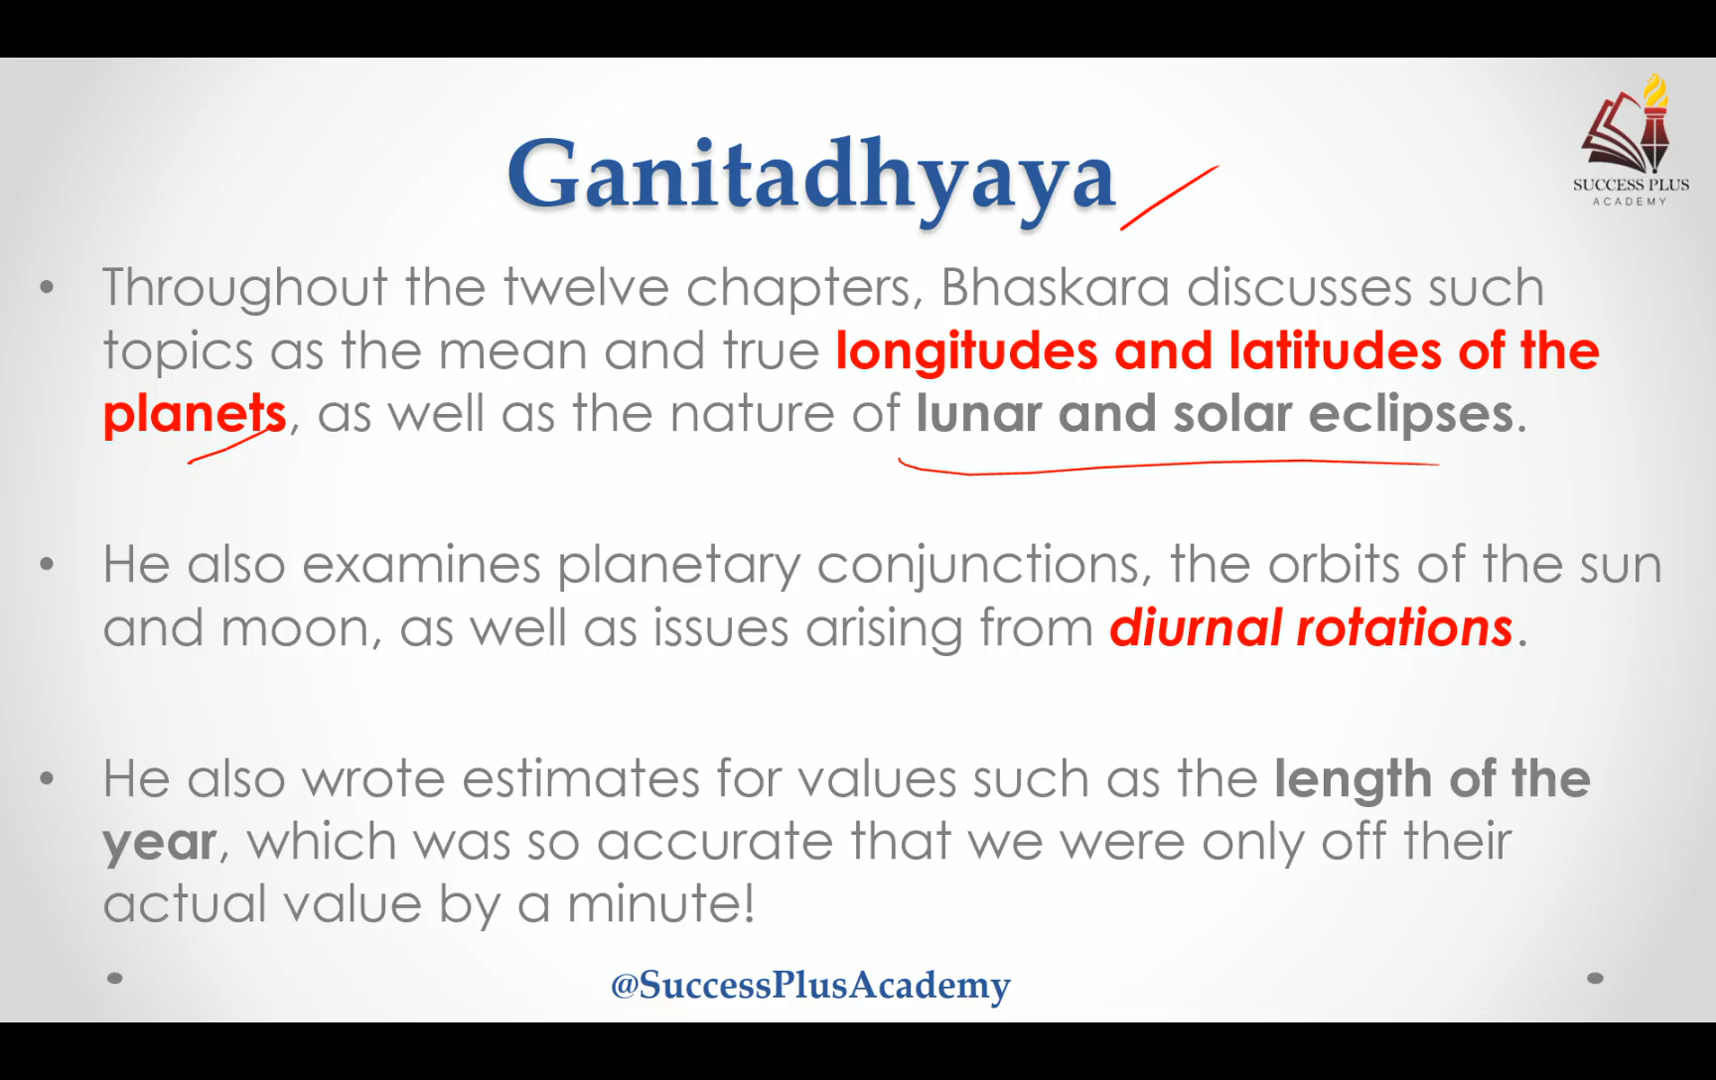 SUCCESS PLUS
ACADEMY
Ganitadhyaya
• Throughout the twelve chapters, Bhaskara discusses such
topics as the mean and true longitudes and latitudes of the
planets, as well as the nature of lunar and solar eclipses.
• He also examines planetary conjunctions, the orbits of the sun
and moon, as well as issues arising from diurnal rotations.
• He also wrote estimates for values such as the length of the
year, which was so accurate that we were only off their
actual value by a minute!
@SuccessPlusAcademy